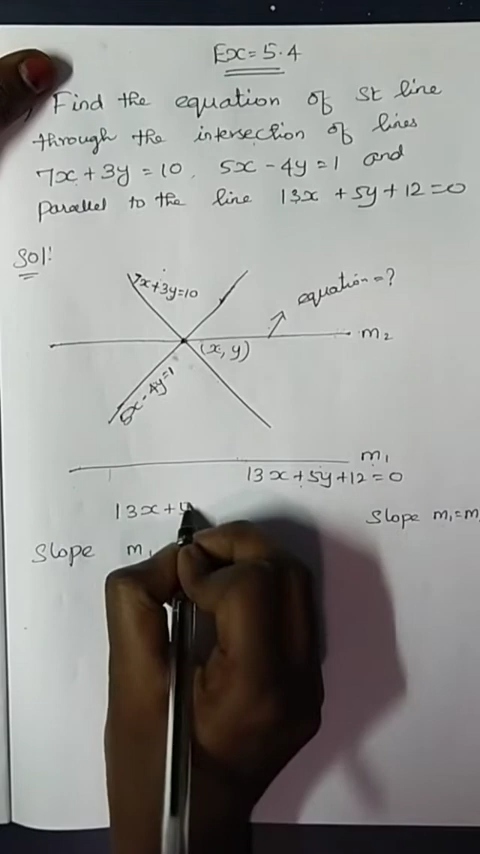 Ex = 5.4
Find the equation of St line
through the intersection of lines
7x + 3y = 10, 5x - 4y = 1 and
parallel to the line 13x + 5y + 12 = 0
Sol:
7x + 3y = 10
equation = ?
m₂
(x, y)
5x - 4y = 1
m₁
13x + 5y + 12 = 0
13x +
Slope m₁ = m
Slope m₁